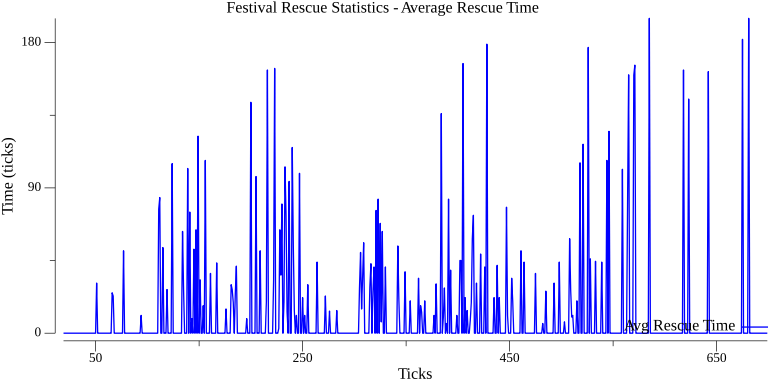 Festival Rescue Statistics - Average Rescue Time
180
90
0
Time (ticks)
Avg Rescue Time
50
250
450
650
Ticks